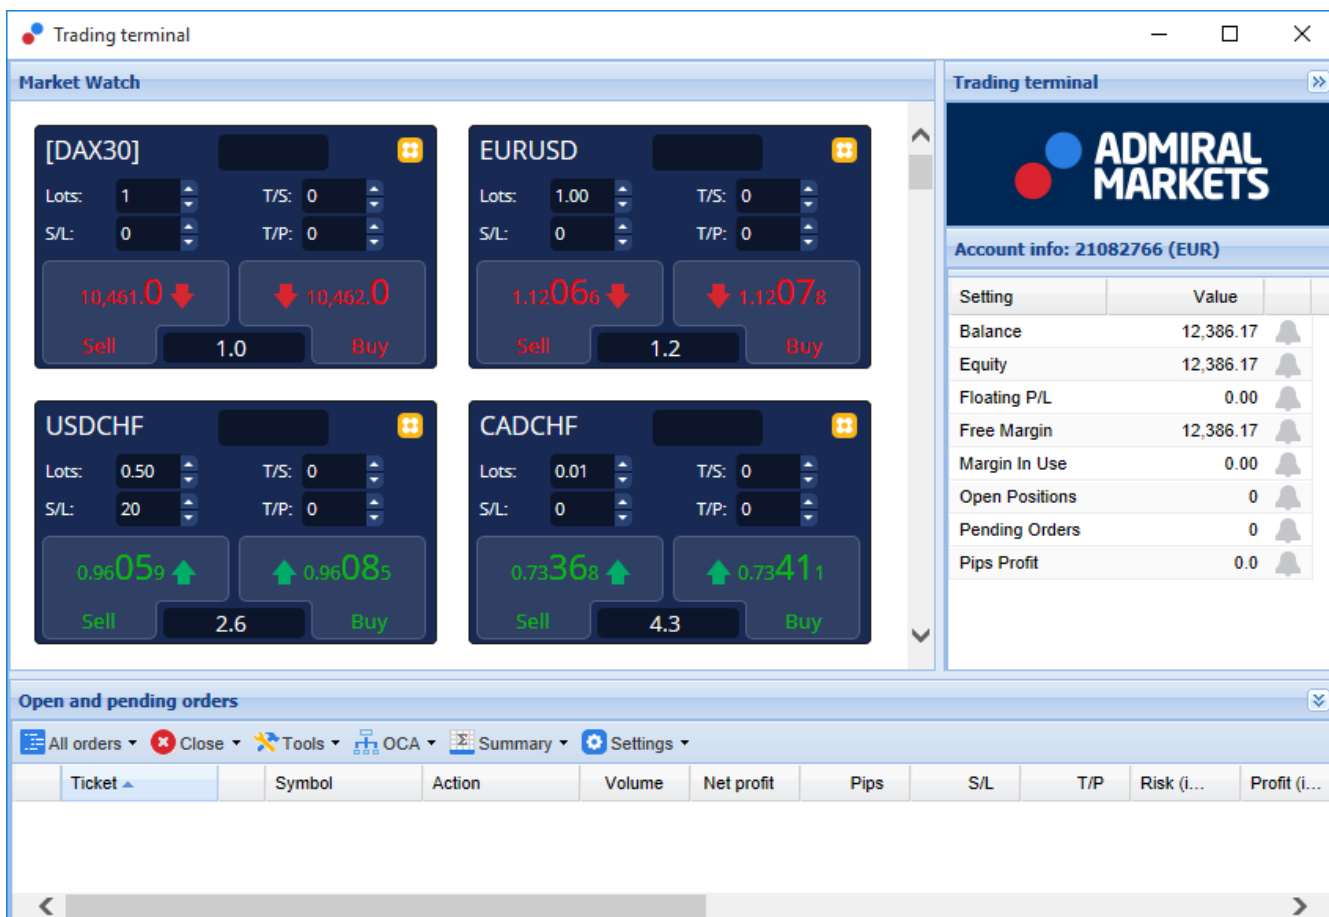 Trading terminal
Market Watch
[DAX30]
Lots: 1 T/S: 0
S/L: 0 T/P: 0
10,461.0 10,462.0
Sell 1.0 Buy
EURUSD
Lots: 1.00 T/S: 0
S/L: 0 T/P: 0
1.12066 1.12078
Sell 1.2 Buy
USDCHF
Lots: 0.50 T/S: 0
S/L: 20 T/P: 0
0.96059 0.96085
Sell 2.6 Buy
CADCHF
Lots: 0.01 T/S: 0
S/L: 0 T/P: 0
0.73368 0.73411
Sell 4.3 Buy
Trading terminal
ADMIRAL
MARKETS
Account info: 21082766 (EUR)
Setting Value
Balance 12,386.17
Equity 12,386.17
Floating P/L 0.00
Free Margin 12,386.17
Margin In Use 0.00
Open Positions 0
Pending Orders 0
Pips Profit 0.0
Open and pending orders
All orders Close Tools OCA Summary Settings
Ticket Symbol Action Volume Net profit Pips S/L T/P Risk (i... Profit (i...